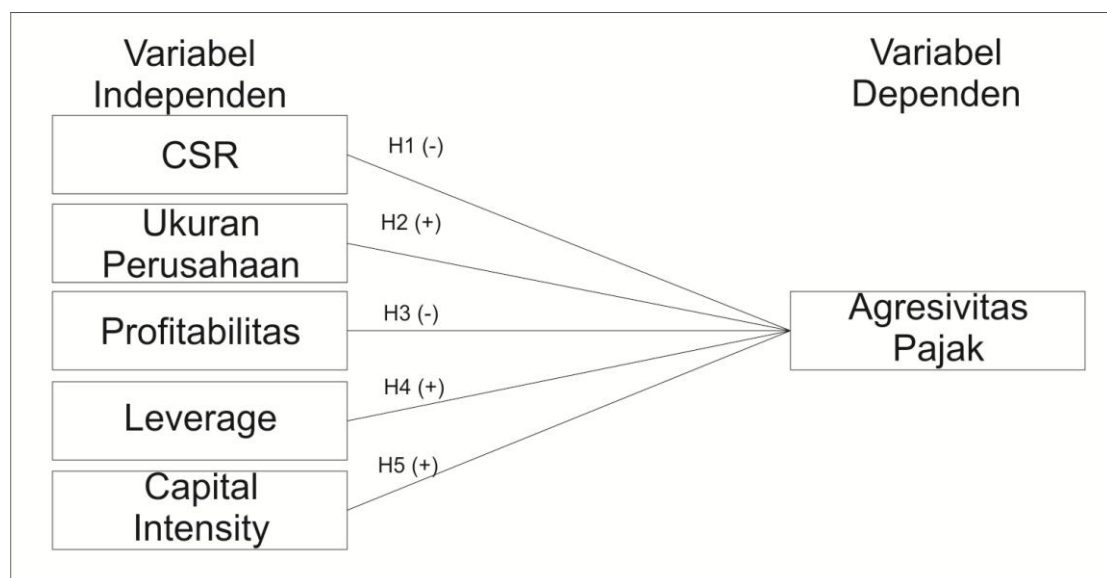 Variabel
Independen
Variabel
Dependen
CSR
H1 (-)
Ukuran
Perusahaan
H2 (+)
Profitabilitas
H3 (-)
Agresivitas
Pajak
Leverage
H4 (+)
Capital
Intensity
H5 (+)